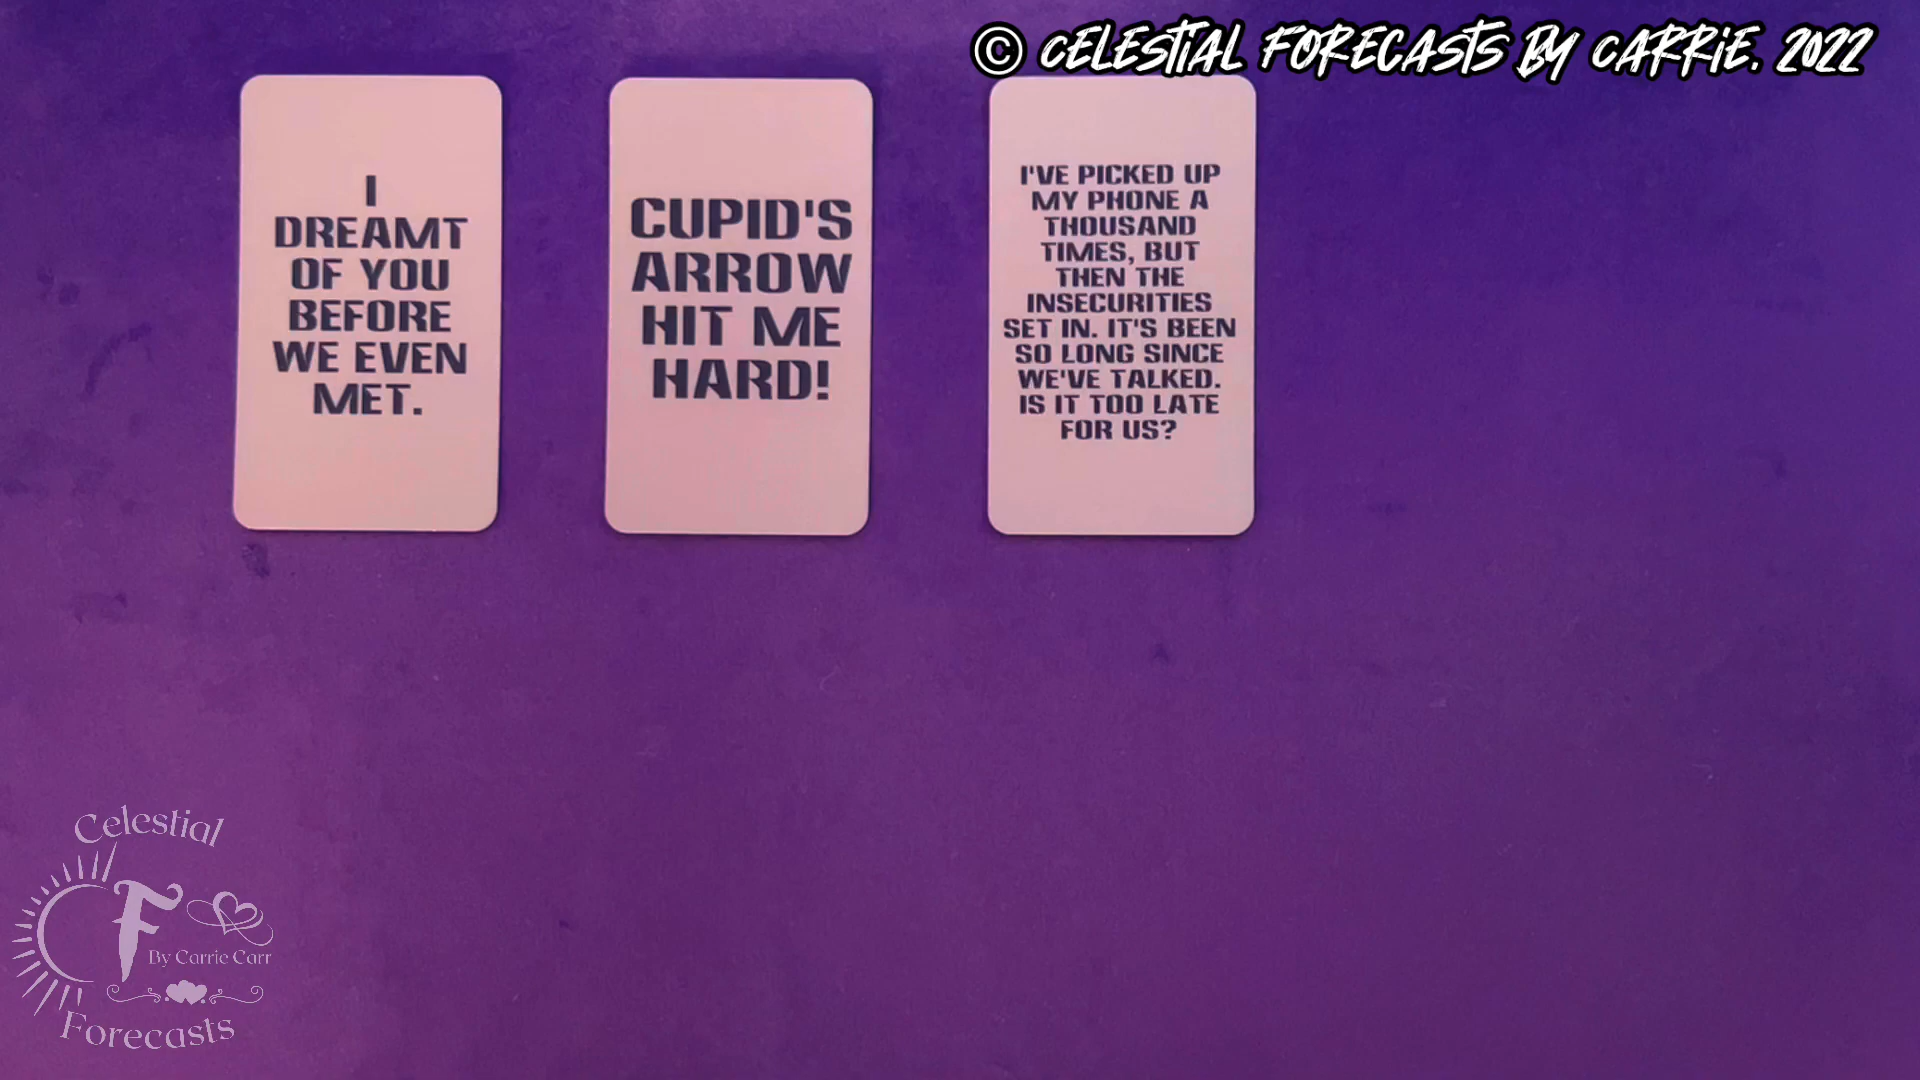 © CELESTIAL FORECASTS BY CARRIE. 2022
I
DREAMT
OF YOU
BEFORE
WE EVEN
MET.
CUPID'S
ARROW
HIT ME
HARD!
I'VE PICKED UP
MY PHONE A
THOUSAND
TIMES, BUT
THEN THE
INSECURITIES
SET IN. IT'S BEEN
SO LONG SINCE
WE'VE TALKED.
IS IT TOO LATE
FOR US?
Celestial
F
By Carrie Carr
Forecasts